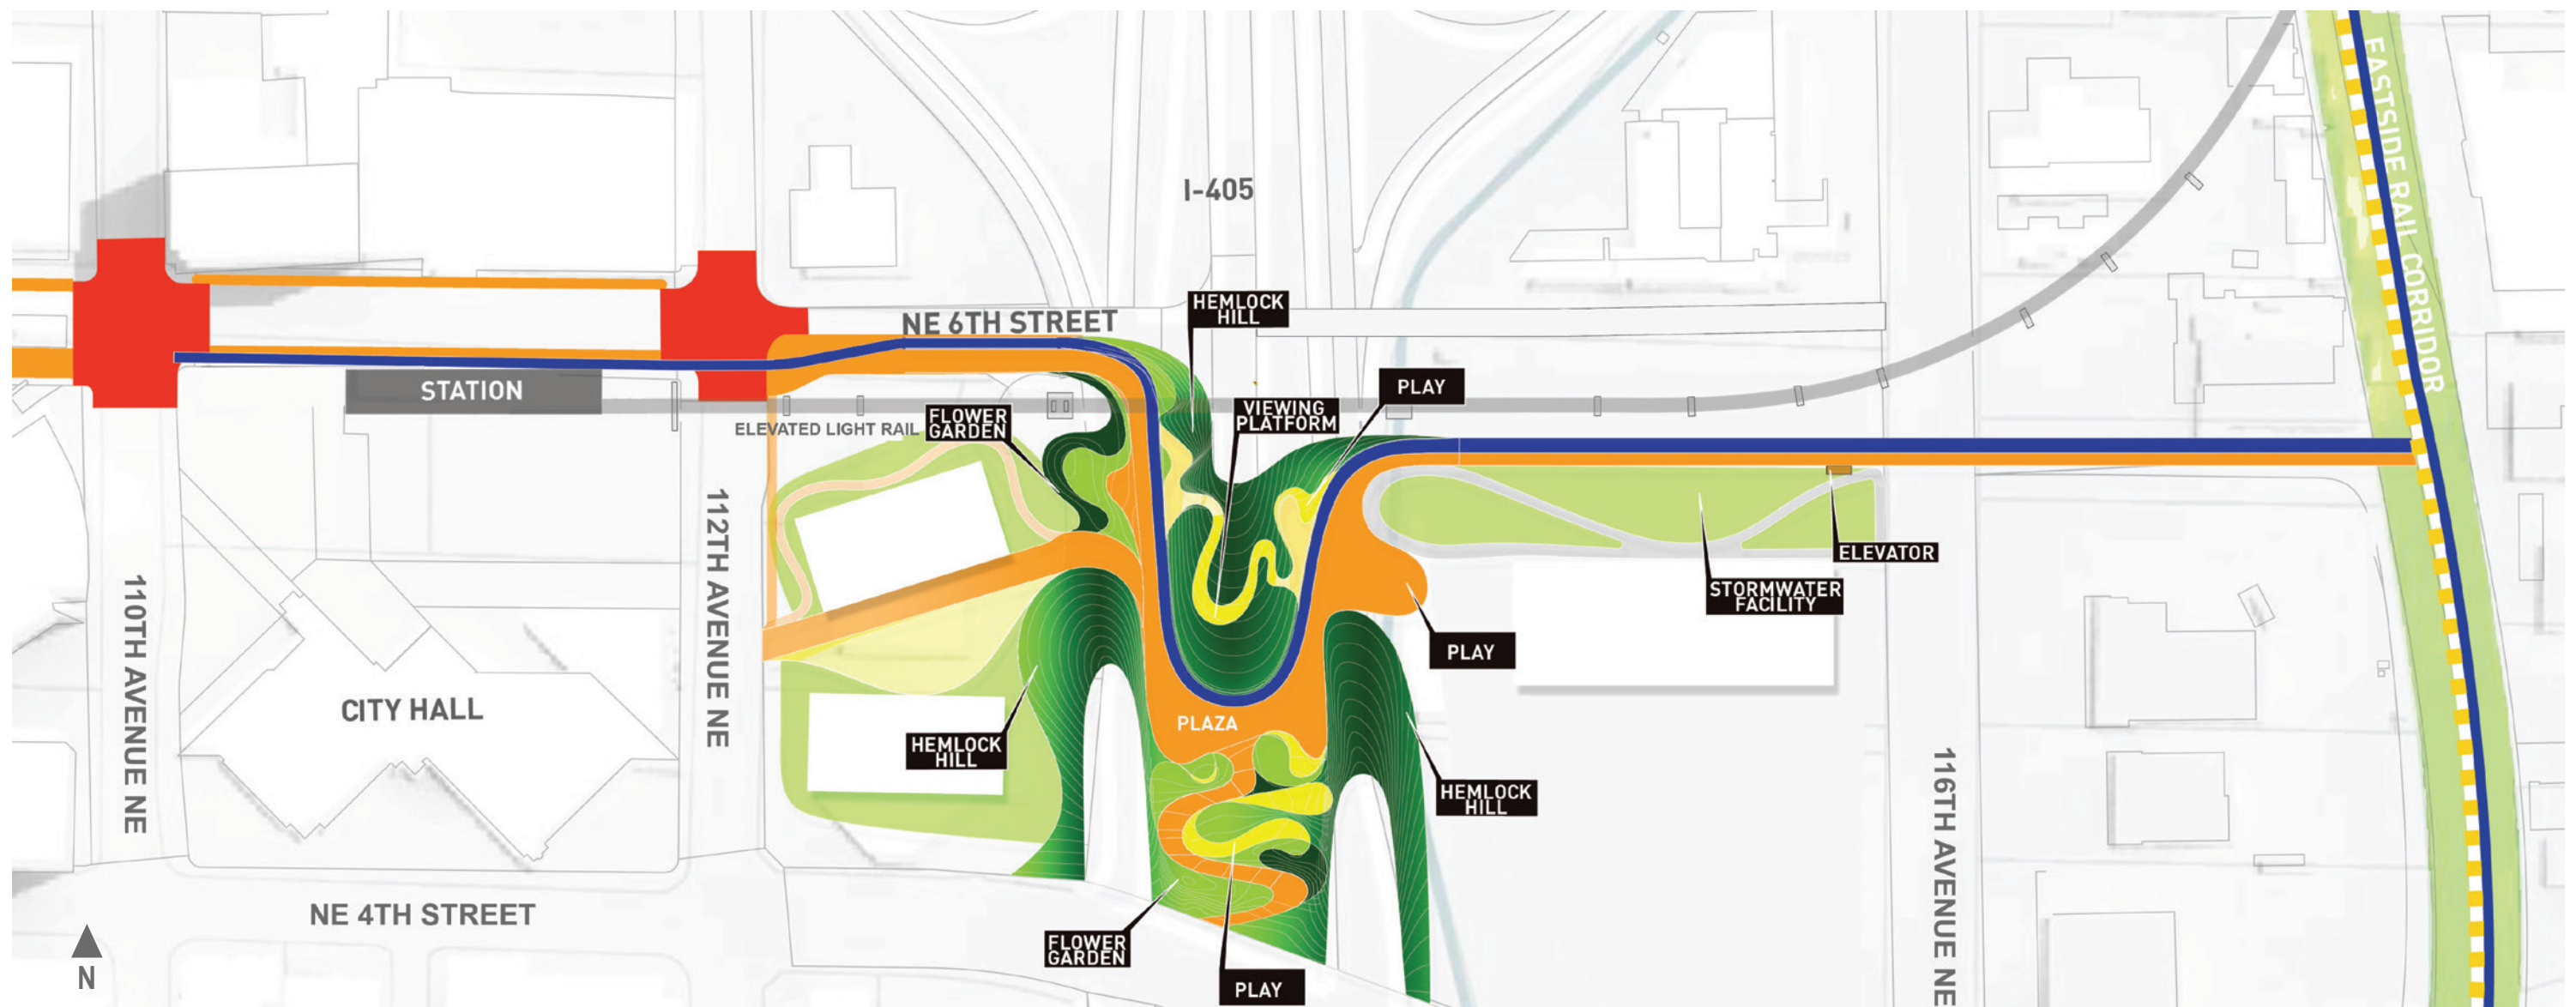 I-405
EASTSIDE RAIL CORRIDOR
HEMLOCK
HILL
NE 6TH STREET
STATION
PLAY
VIEWING
PLATFORM
FLOWER
GARDEN
ELEVATED LIGHT RAIL
112TH AVENUE NE
ELEVATOR
110TH AVENUE NE
STORMWATER
FACILITY
PLAY
CITY HALL
PLAZA
HEMLOCK
HILL
HEMLOCK
HILL
116TH AVENUE NE
NE 4TH STREET
FLOWER
GARDEN
N
PLAY